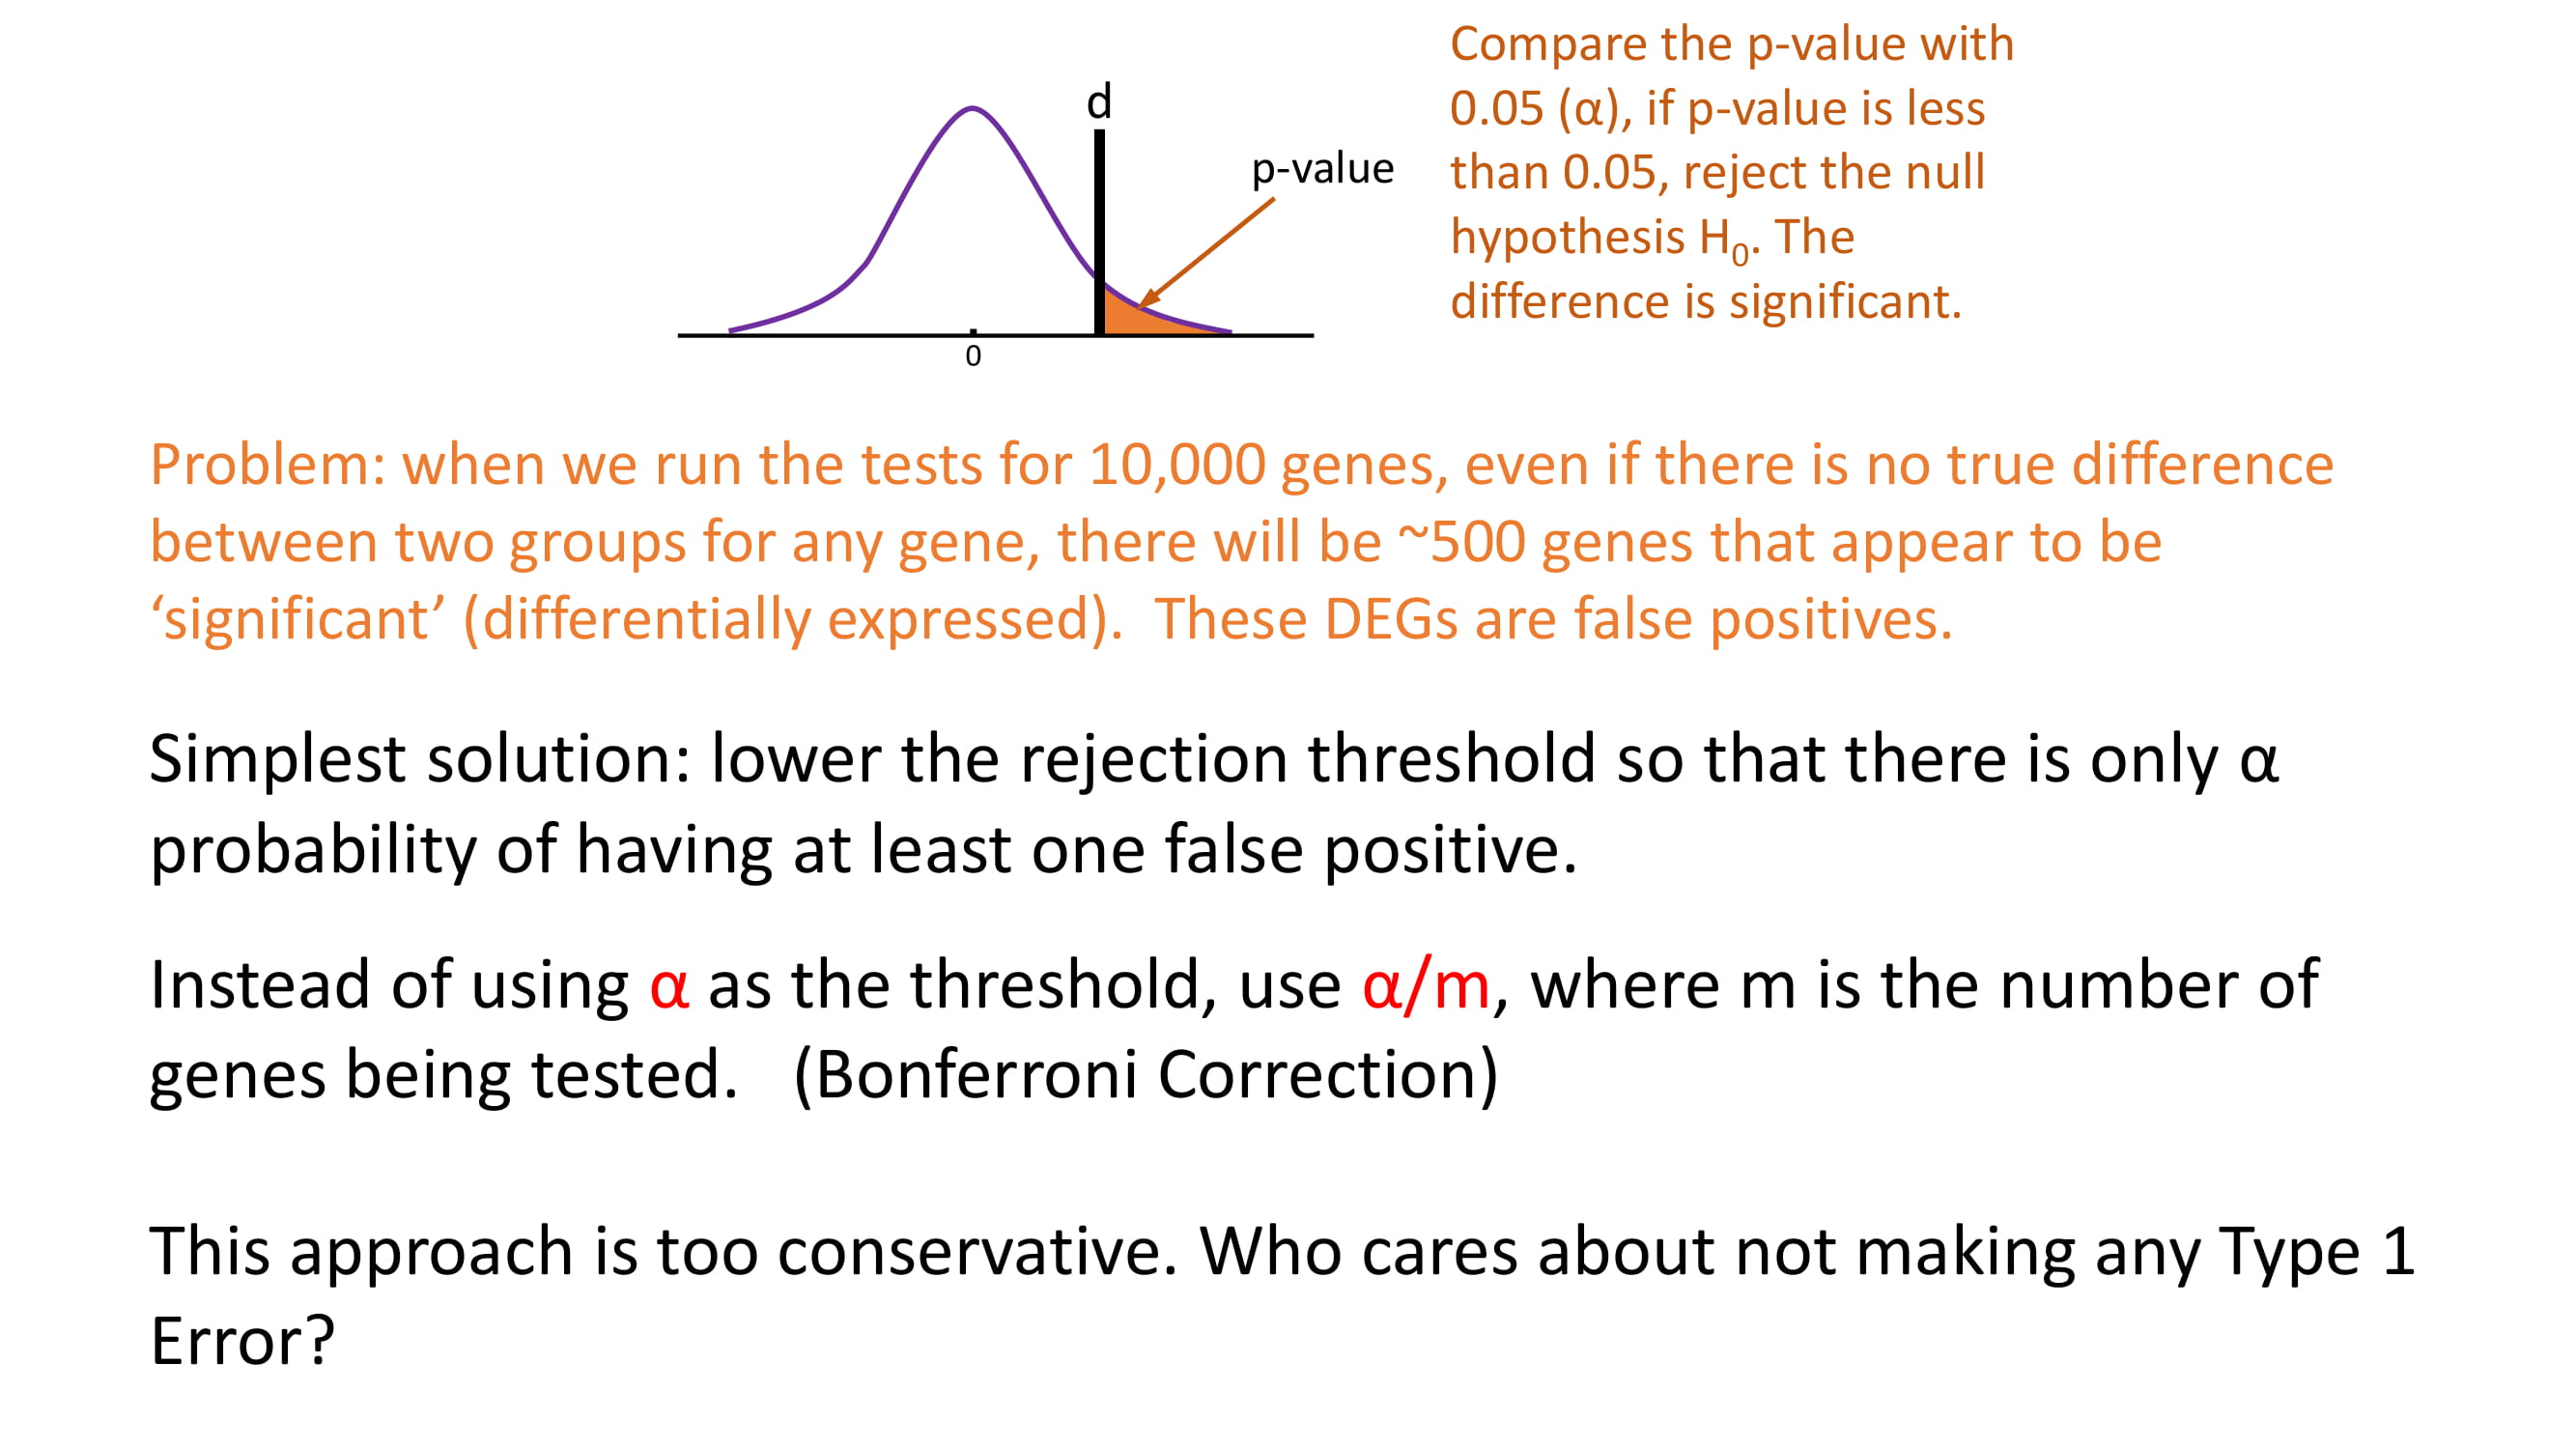 d
p-value
0
Compare the p-value with
0.05 (α), if p-value is less
than 0.05, reject the null
hypothesis H₀. The
difference is significant.
Problem: when we run the tests for 10,000 genes, even if there is no true difference
between two groups for any gene, there will be ~500 genes that appear to be
‘significant’ (differentially expressed).  These DEGs are false positives.
Simplest solution: lower the rejection threshold so that there is only α
probability of having at least one false positive.
Instead of using α as the threshold, use α/m, where m is the number of
genes being tested.   (Bonferroni Correction)
This approach is too conservative. Who cares about not making any Type 1
Error?